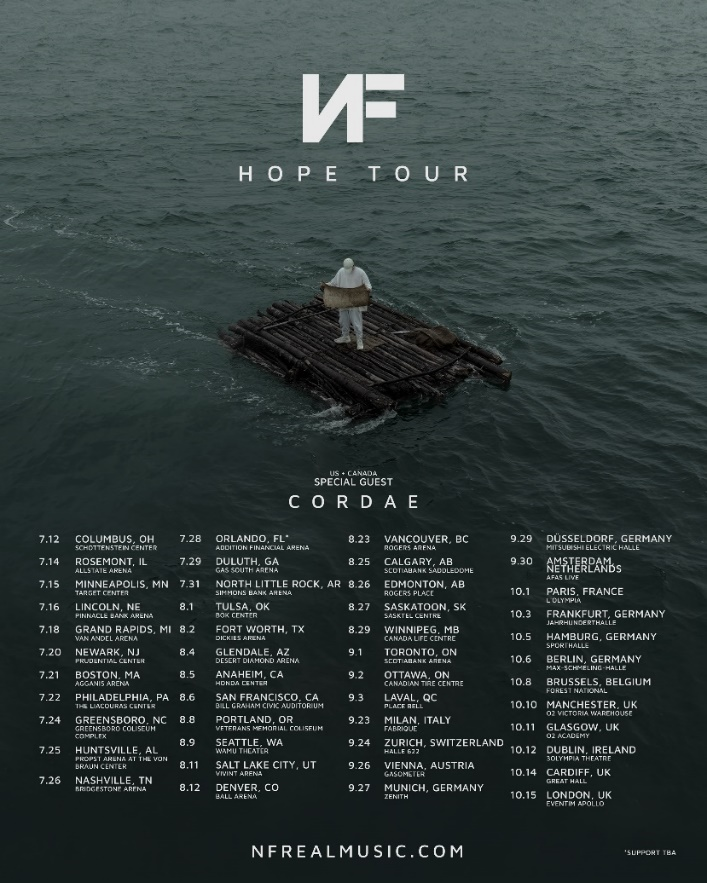 NF
HOPE TOUR
US + CANADA
SPECIAL GUEST
CORDAE
7.12 COLUMBUS, OH
SCHOTTENSTEIN CENTER
7.14 ROSEMONT, IL
ALLSTATE ARENA
7.15 MINNEAPOLIS, MN
TARGET CENTER
7.16 LINCOLN, NE
PINNACLE BANK ARENA
7.18 GRAND RAPIDS, MI
VAN ANDEL ARENA
7.20 NEWARK, NJ
PRUDENTIAL CENTER
7.21 BOSTON, MA
AGGANIS ARENA
7.22 PHILADELPHIA, PA
THE LIACOURAS CENTER
7.24 GREENSBORO, NC
GREENSBORO COLISEUM
COMPLEX
7.25 HUNTSVILLE, AL
PROPST ARENA AT THE VON
BRAUN CENTER
7.26 NASHVILLE, TN
BRIDGESTONE ARENA
7.28 ORLANDO, FL*
ADDITION FINANCIAL ARENA
7.29 DULUTH, GA
GAS SOUTH ARENA
7.31 NORTH LITTLE ROCK, AR
SIMMONS BANK ARENA
8.1 TULSA, OK
BOK CENTER
8.2 FORT WORTH, TX
DICKIES ARENA
8.4 GLENDALE, AZ
DESERT DIAMOND ARENA
8.5 ANAHEIM, CA
HONDA CENTER
8.6 SAN FRANCISCO, CA
BILL GRAHAM CIVIC AUDITORIUM
8.8 PORTLAND, OR
VETERANS MEMORIAL COLISEUM
8.9 SEATTLE, WA
WAMU THEATER
8.11 SALT LAKE CITY, UT
VIVINT ARENA
8.12 DENVER, CO
BALL ARENA
8.23 VANCOUVER, BC
ROGERS ARENA
8.25 CALGARY, AB
SCOTIABANK SADDLEDOME
8.26 EDMONTON, AB
ROGERS PLACE
8.27 SASKATOON, SK
SASKTEL CENTRE
8.29 WINNIPEG, MB
CANADA LIFE CENTRE
9.1 TORONTO, ON
SCOTIABANK ARENA
9.2 OTTAWA, ON
CANADIAN TIRE CENTRE
9.3 LAVAL, QC
PLACE BELL
9.23 MILAN, ITALY
FABRIQUE
9.24 ZURICH, SWITZERLAND
HALLE 622
9.26 VIENNA, AUSTRIA
GASOMETER
9.27 MUNICH, GERMANY
ZENITH
9.29 DÜSSELDORF, GERMANY
MITSUBISHI ELECTRIC HALLE
9.30 AMSTERDAM,
NETHERLANDS
AFAS LIVE
10.1 PARIS, FRANCE
L'OLYMPIA
10.3 FRANKFURT, GERMANY
JAHRHUNDERTHALLE
10.5 HAMBURG, GERMANY
SPORTHALLE
10.6 BERLIN, GERMANY
MAX-SCHMELING-HALLE
10.8 BRUSSELS, BELGIUM
FOREST NATIONAL
10.10 MANCHESTER, UK
O2 VICTORIA WAREHOUSE
10.11 GLASGOW, UK
O2 ACADEMY
10.12 DUBLIN, IRELAND
3OLYMPIA THEATRE
10.14 CARDIFF, UK
GREAT HALL
10.15 LONDON, UK
EVENTIM APOLLO
NFREALMUSIC.COM
*SUPPORT TBA